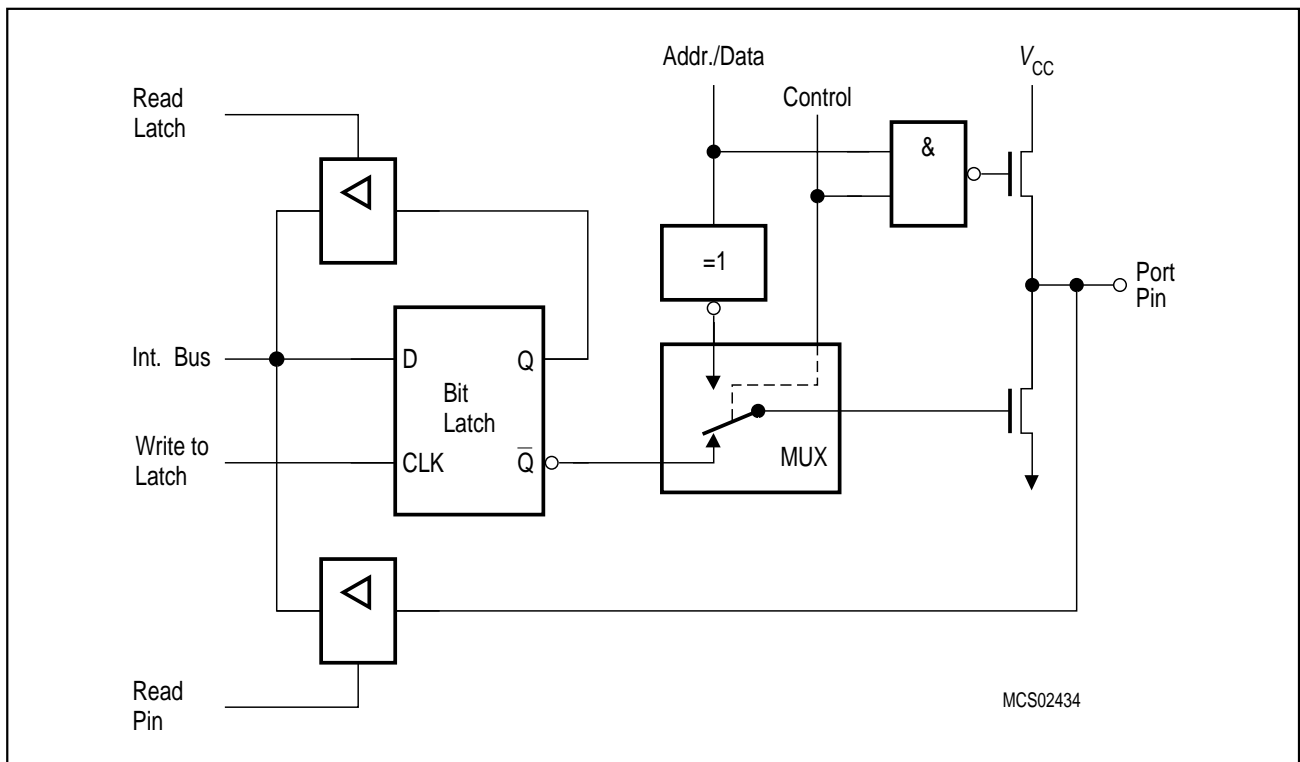 Addr./Data
VCC
Read
Latch
Control
&
=1
Port
Pin
Int. Bus
D
Q
Bit
Latch
Write to
Latch
CLK
Q̅
MUX
Read
Pin
MCS02434